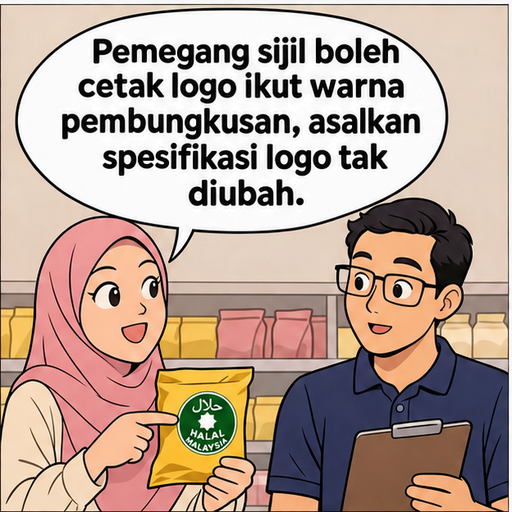 Pemegang sijil boleh
cetak logo ikut warna
pembungkusan, asalkan
spesifikasi logo tak
diubah.
حلال
HALAL
MALAYSIA